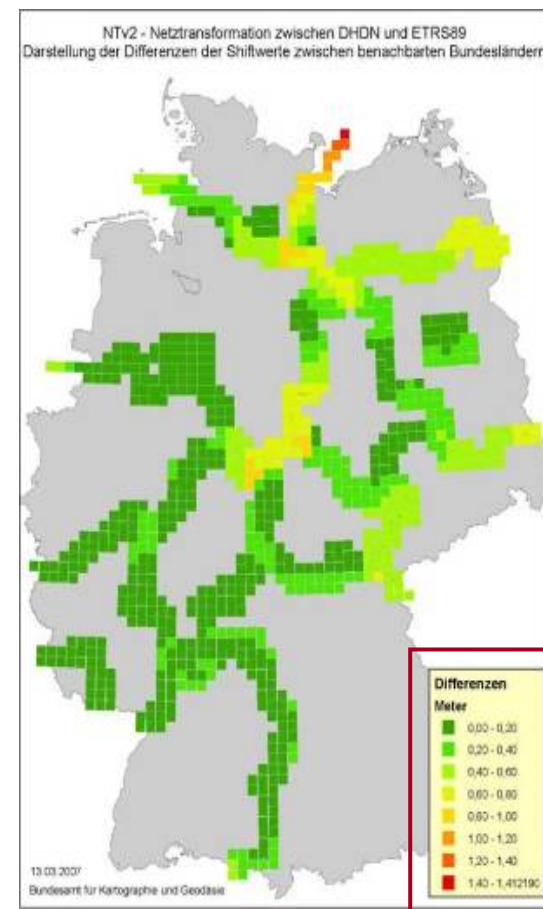 NTv2 - Netztransformation zwischen DHDN und ETRS89
Darstellung der Differenzen der Shiftwerte zwischen benachbarten Bundesländern
Differenzen
Meter
0,00 - 0,20
0,20 - 0,40
0,40 - 0,60
0,60 - 0,80
0,80 - 1,00
1,00 - 1,20
1,20 - 1,40
1,40 - 1,412190
13.03.2007
Bundesamt für Kartographie und Geodäsie